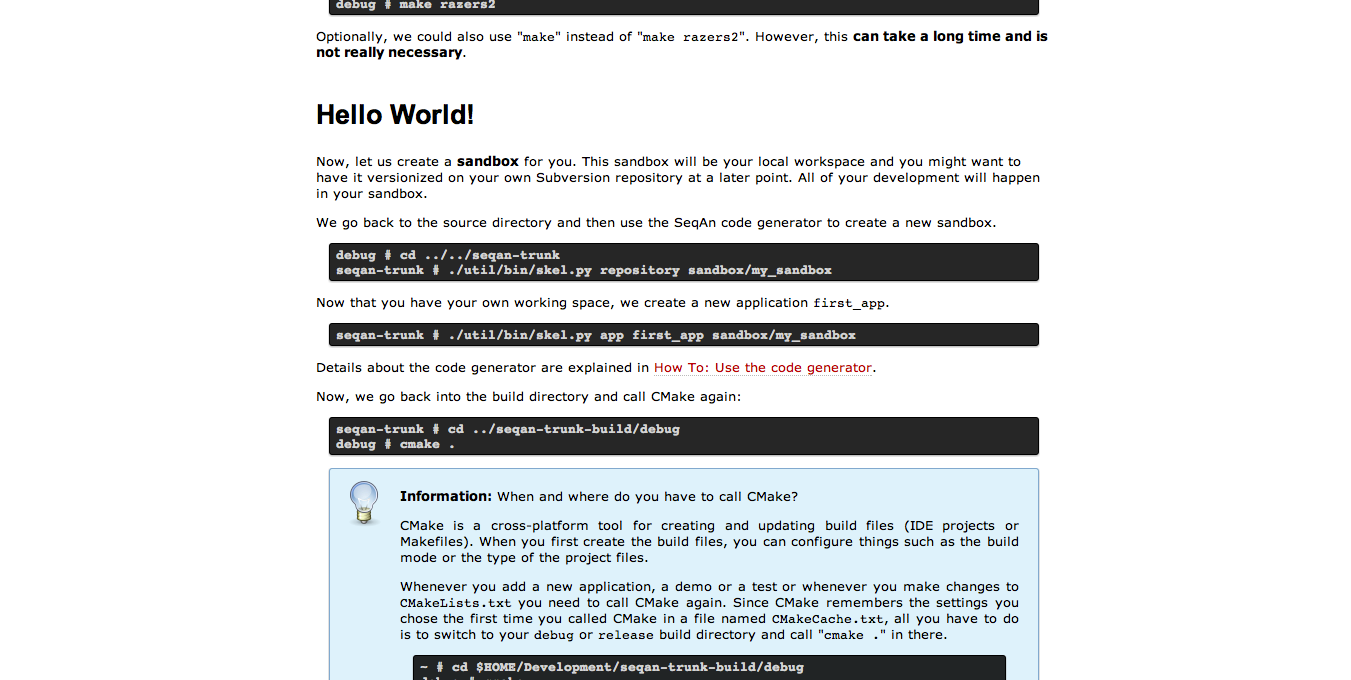 debug # make razers2
Optionally, we could also use "make" instead of "make razers2". However, this can take a long time and is
not really necessary.
Hello World!
Now, let us create a sandbox for you. This sandbox will be your local workspace and you might want to
have it versionized on your own Subversion repository at a later point. All of your development will happen
in your sandbox.
We go back to the source directory and then use the SeqAn code generator to create a new sandbox.
debug # cd ../../seqan-trunk
seqan-trunk # ./util/bin/skel.py repository sandbox/my_sandbox
Now that you have your own working space, we create a new application first_app.
seqan-trunk # ./util/bin/skel.py app first_app sandbox/my_sandbox
Details about the code generator are explained in How To: Use the code generator.
Now, we go back into the build directory and call CMake again:
seqan-trunk # cd ../seqan-trunk-build/debug
debug # cmake .
Information: When and where do you have to call CMake?
CMake is a cross-platform tool for creating and updating build files (IDE projects or
Makefiles). When you first create the build files, you can configure things such as the build
mode or the type of the project files.
Whenever you add a new application, a demo or a test or whenever you make changes to
CMakeLists.txt you need to call CMake again. Since CMake remembers the settings you
chose the first time you called CMake in a file named CMakeCache.txt, all you have to do
is to switch to your debug or release build directory and call "cmake ." in there.
~ # cd $HOME/Development/seqan-trunk-build/debug